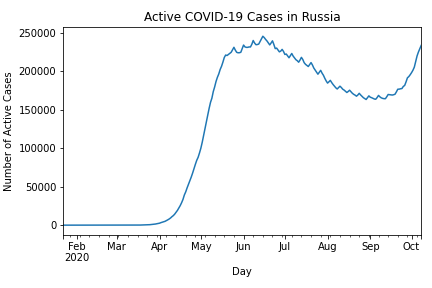 Active COVID-19 Cases in Russia
250000
200000
150000
100000
50000
0
Number of Active Cases
Feb Mar Apr May Jun Jul Aug Sep Oct
2020
Day